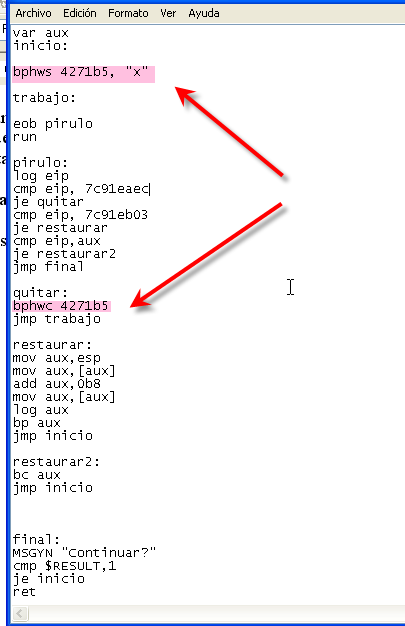 Archivo Edición Formato Ver Ayuda
var aux
inicio:
bphws 4271b5, "x"
trabajo:
eob pirulo
run
pirulo:
log eip
cmp eip, 7c91eaec
je quitar
cmp eip, 7c91eb03
je restaurar
cmp eip,aux
je restaurar2
jmp final
quitar:
bphwc 4271b5
jmp trabajo
restaurar:
mov aux,esp
mov aux,[aux]
add aux,0b8
mov aux,[aux]
log aux
bp aux
jmp inicio
restaurar2:
bc aux
jmp inicio
final:
MSGYN "Continuar?"
cmp $RESULT,1
je inicio
ret